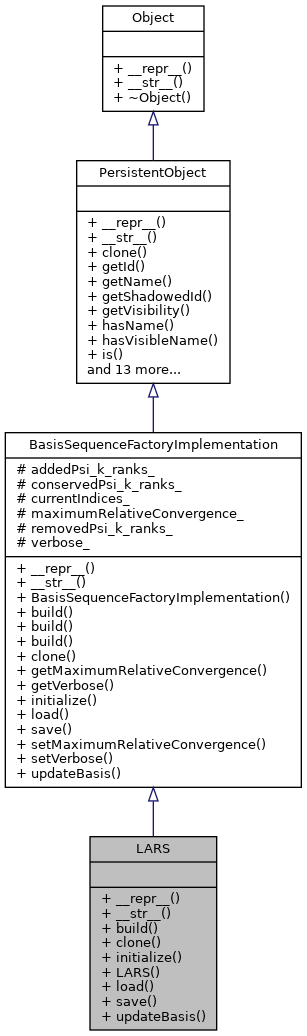 Object
+ __repr__()
+ __str__()
+ ~Object()
PersistentObject
+ __repr__()
+ __str__()
+ clone()
+ getId()
+ getName()
+ getShadowedId()
+ getVisibility()
+ hasName()
+ hasVisibleName()
+ is()
and 13 more...
BasisSequenceFactoryImplementation
# addedPsi_k_ranks_
# conservedPsi_k_ranks_
# currentIndices_
# maximumRelativeConvergence_
# removedPsi_k_ranks_
# verbose_
+ __repr__()
+ __str__()
+ BasisSequenceFactoryImplementation()
+ build()
+ build()
+ build()
+ clone()
+ getMaximumRelativeConvergence()
+ getVerbose()
+ initialize()
+ load()
+ save()
+ setMaximumRelativeConvergence()
+ setVerbose()
+ updateBasis()
LARS
+ __repr__()
+ __str__()
+ build()
+ clone()
+ initialize()
+ LARS()
+ load()
+ save()
+ updateBasis()